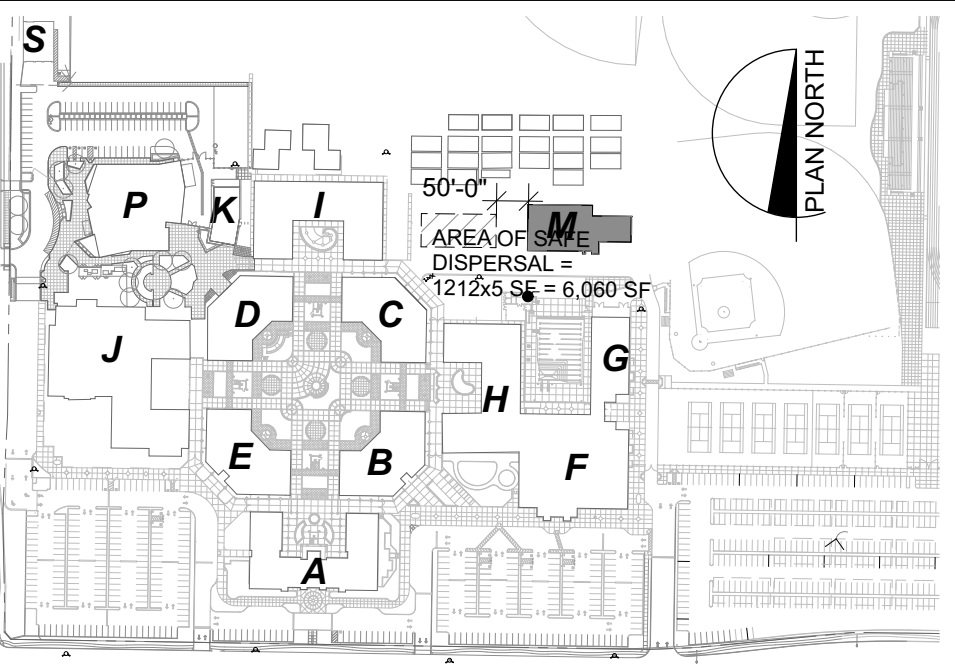 S
PLAN NORTH
P
K
I
50'-0"
M
AREA OF SAFE
DISPERSAL =
1212x5 SF = 6,060 SF
D
C
J
G
H
E
B
F
A